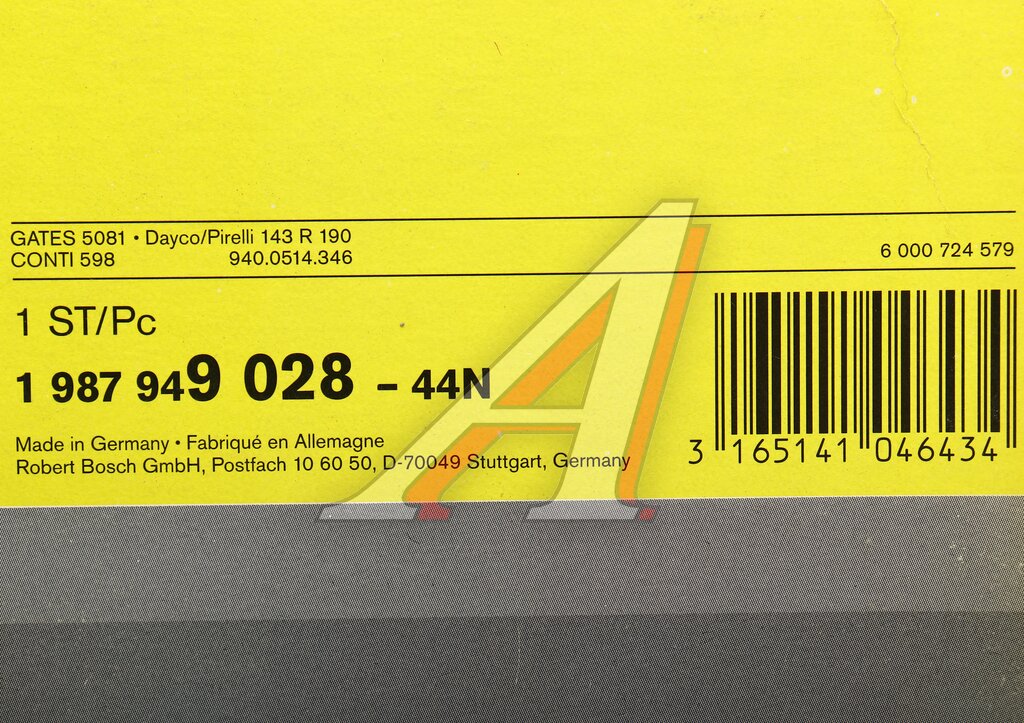 GATES 5081 • Dayco/Pirelli 143 R 190
CONTI 598 940.0514.346
6 000 724 579
1 ST/Pc
1 987 949 028 – 44N
Made in Germany • Fabriqué en Allemagne
Robert Bosch GmbH, Postfach 10 60 50, D-70049 Stuttgart, Germany
3 165141 046434
A